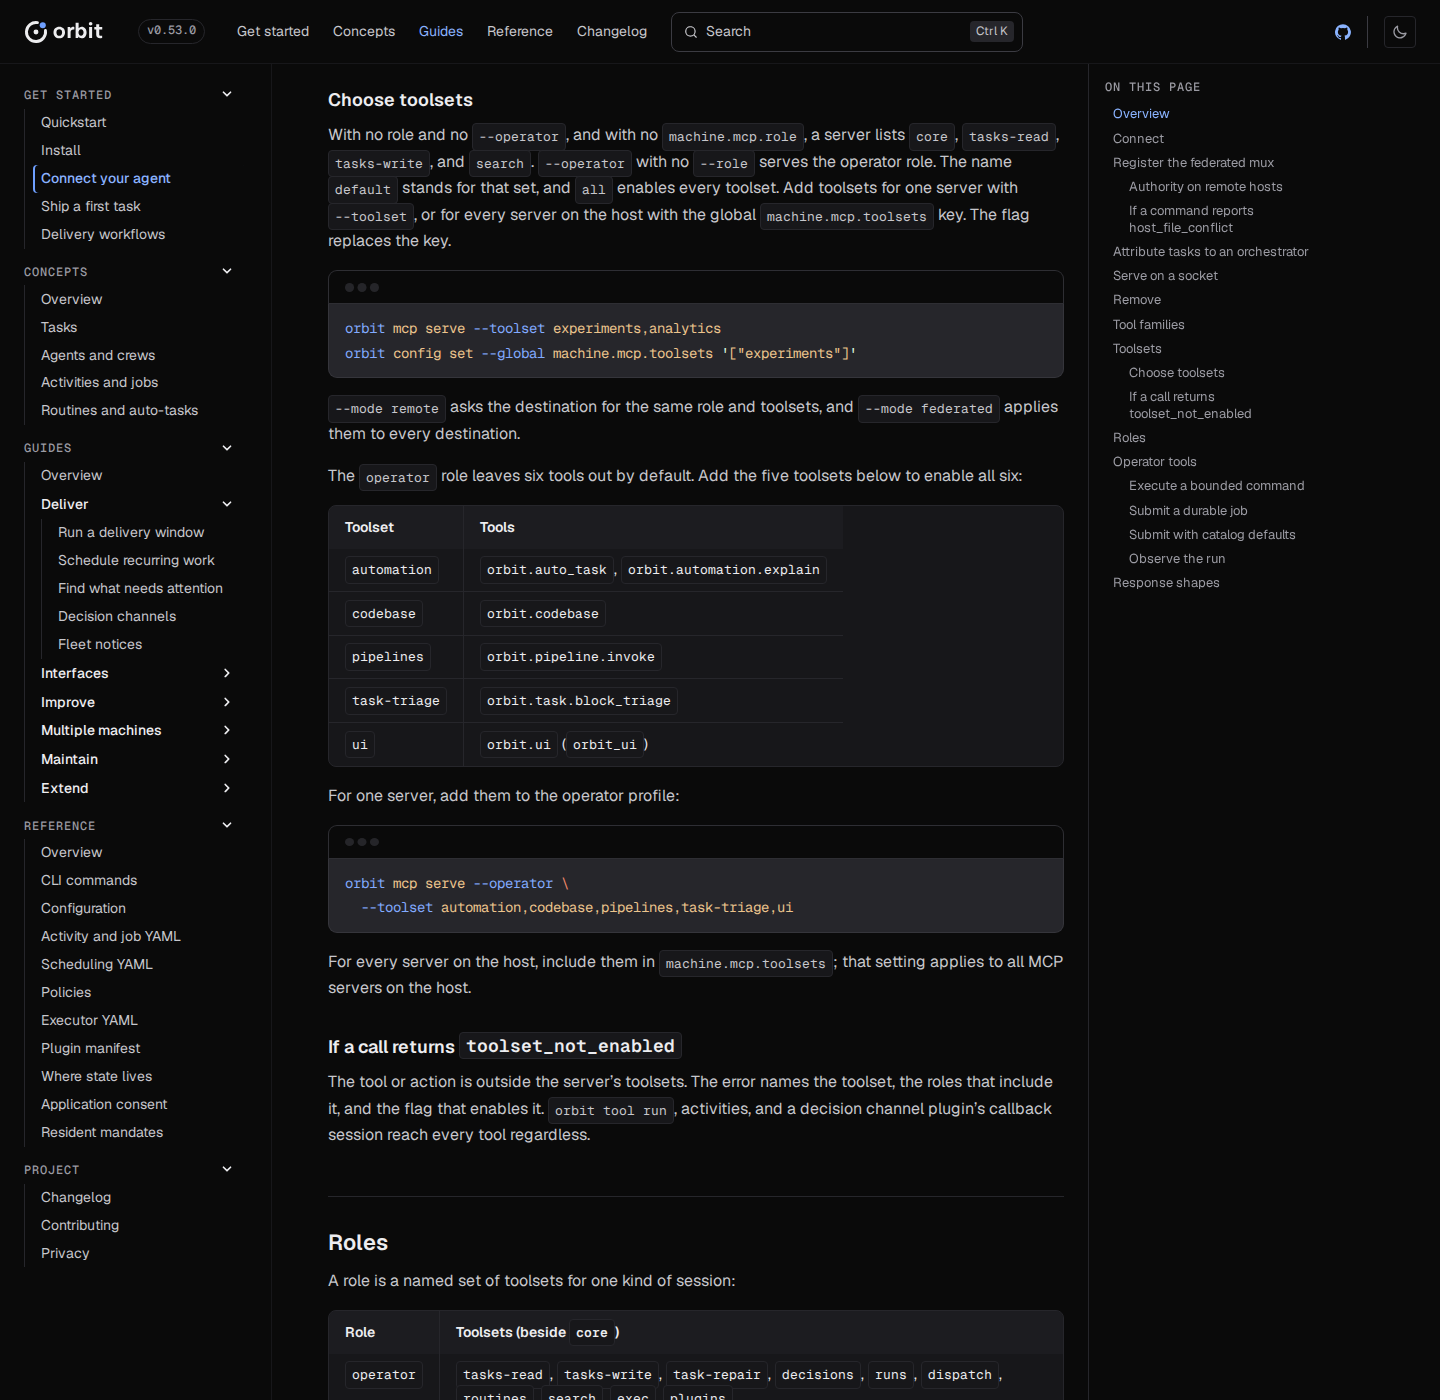 orbit
v0.53.0
Get started
Concepts
Guides
Reference
Changelog
Search
Ctrl K
GET STARTED
Quickstart
Install
Connect your agent
Ship a first task
Delivery workflows
CONCEPTS
Overview
Tasks
Agents and crews
Activities and jobs
Routines and auto-tasks
GUIDES
Overview
Deliver
Run a delivery window
Schedule recurring work
Find what needs attention
Decision channels
Fleet notices
Interfaces
Improve
Multiple machines
Maintain
Extend
REFERENCE
Overview
CLI commands
Configuration
Activity and job YAML
Scheduling YAML
Policies
Executor YAML
Plugin manifest
Where state lives
Application consent
Resident mandates
PROJECT
Changelog
Contributing
Privacy
Choose toolsets
With no role and no --operator, and with no machine.mcp.role, a server lists core, tasks-read,
tasks-write, and search. --operator with no --role serves the operator role. The name
default stands for that set, and all enables every toolset. Add toolsets for one server with
--toolset, or for every server on the host with the global machine.mcp.toolsets key. The flag
replaces the key.
orbit mcp serve --toolset experiments,analytics
orbit config set --global machine.mcp.toolsets '["experiments"]'
--mode remote asks the destination for the same role and toolsets, and --mode federated applies
them to every destination.
The operator role leaves six tools out by default. Add the five toolsets below to enable all six:
Toolset Tools
automation orbit.auto_task, orbit.automation.explain
codebase orbit.codebase
pipelines orbit.pipeline.invoke
task-triage orbit.task.block_triage
ui orbit.ui (orbit_ui)
For one server, add them to the operator profile:
orbit mcp serve --operator \
--toolset automation,codebase,pipelines,task-triage,ui
For every server on the host, include them in machine.mcp.toolsets; that setting applies to all MCP
servers on the host.
If a call returns toolset_not_enabled
The tool or action is outside the server’s toolsets. The error names the toolset, the roles that include
it, and the flag that enables it. orbit tool run, activities, and a decision channel plugin’s callback
session reach every tool regardless.
Roles
A role is a named set of toolsets for one kind of session:
Role Toolsets (beside core)
operator tasks-read, tasks-write, task-repair, decisions, runs, dispatch,
routines, search, exec, plugins
ON THIS PAGE
Overview
Connect
Register the federated mux
Authority on remote hosts
If a command reports
host_file_conflict
Attribute tasks to an orchestrator
Serve on a socket
Remove
Tool families
Toolsets
Choose toolsets
If a call returns
toolset_not_enabled
Roles
Operator tools
Execute a bounded command
Submit a durable job
Submit with catalog defaults
Observe the run
Response shapes